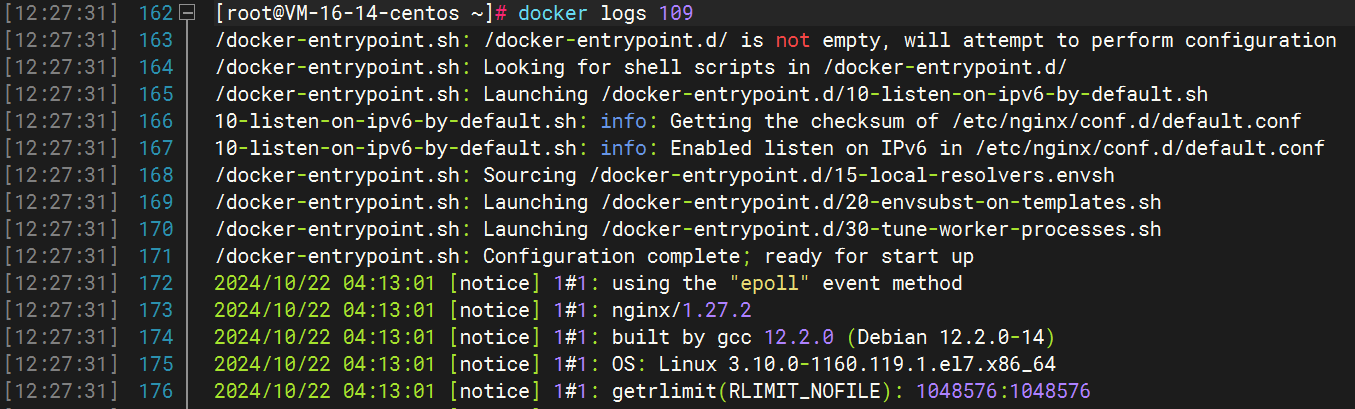 [12:27:31] 162 [root@VM-16-14-centos ~]# docker logs 109
[12:27:31] 163 /docker-entrypoint.sh: /docker-entrypoint.d/ is not empty, will attempt to perform configuration
[12:27:31] 164 /docker-entrypoint.sh: Looking for shell scripts in /docker-entrypoint.d/
[12:27:31] 165 /docker-entrypoint.sh: Launching /docker-entrypoint.d/10-listen-on-ipv6-by-default.sh
[12:27:31] 166 10-listen-on-ipv6-by-default.sh: info: Getting the checksum of /etc/nginx/conf.d/default.conf
[12:27:31] 167 10-listen-on-ipv6-by-default.sh: info: Enabled listen on IPv6 in /etc/nginx/conf.d/default.conf
[12:27:31] 168 /docker-entrypoint.sh: Sourcing /docker-entrypoint.d/15-local-resolvers.envsh
[12:27:31] 169 /docker-entrypoint.sh: Launching /docker-entrypoint.d/20-envsubst-on-templates.sh
[12:27:31] 170 /docker-entrypoint.sh: Launching /docker-entrypoint.d/30-tune-worker-processes.sh
[12:27:31] 171 /docker-entrypoint.sh: Configuration complete; ready for start up
[12:27:31] 172 2024/10/22 04:13:01 [notice] 1#1: using the "epoll" event method
[12:27:31] 173 2024/10/22 04:13:01 [notice] 1#1: nginx/1.27.2
[12:27:31] 174 2024/10/22 04:13:01 [notice] 1#1: built by gcc 12.2.0 (Debian 12.2.0-14)
[12:27:31] 175 2024/10/22 04:13:01 [notice] 1#1: OS: Linux 3.10.0-1160.119.1.el7.x86_64
[12:27:31] 176 2024/10/22 04:13:01 [notice] 1#1: getrlimit(RLIMIT_NOFILE): 1048576:1048576